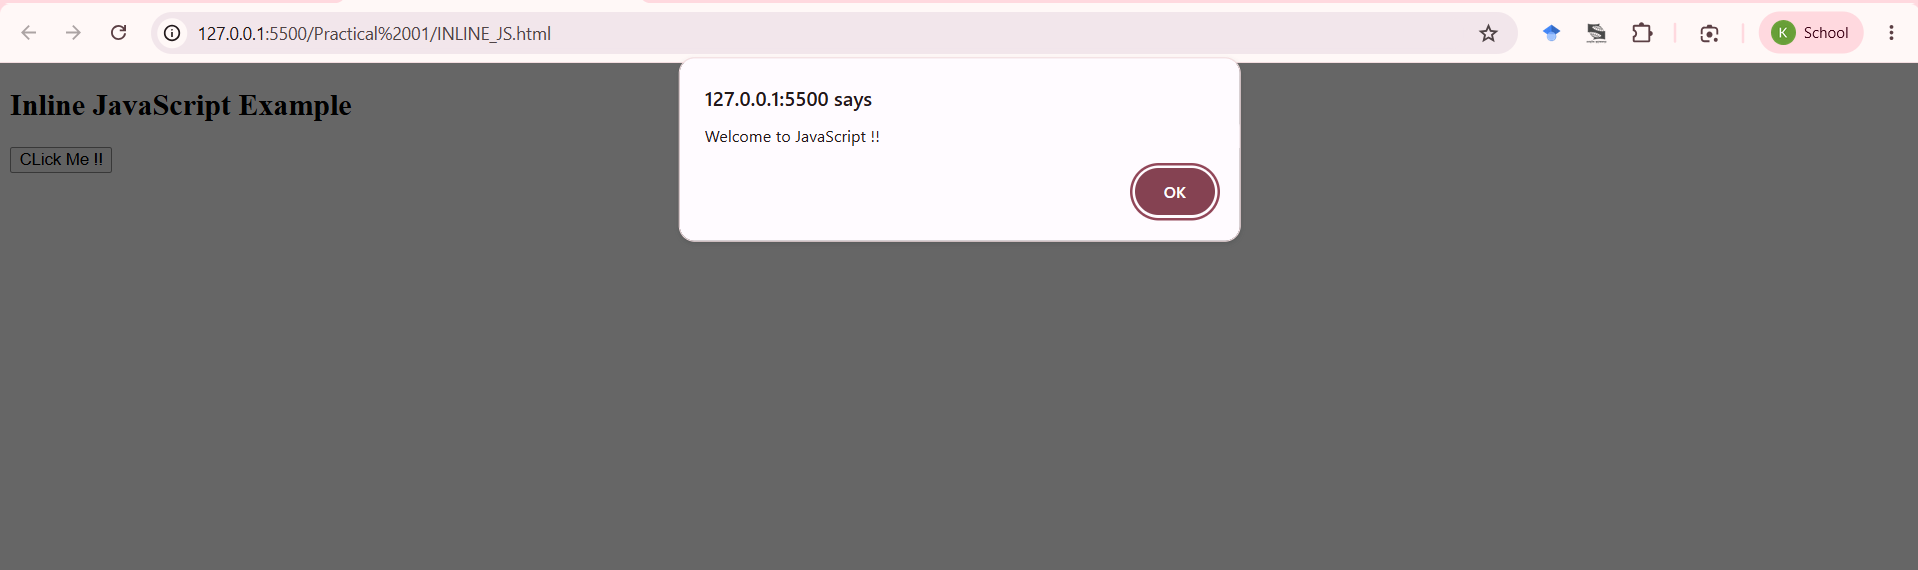 127.0.0.1:5500/Practical%2001/INLINE_JS.html
K School
127.0.0.1:5500 says
Welcome to JavaScript !!
OK
Inline JavaScript Example
CLick Me !!